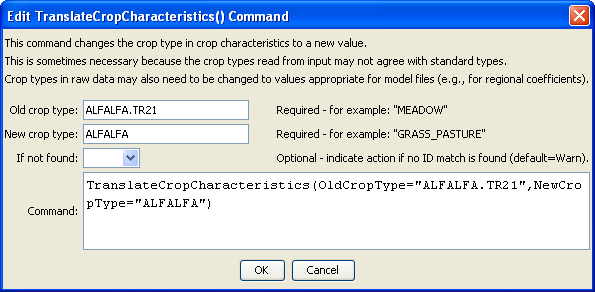 Edit TranslateCropCharacteristics() Command
This command changes the crop type in crop characteristics to a new value.
This is sometimes necessary because the crop types read from input may not agree with standard types.
Crop types in raw data may also need to be changed to values appropriate for model files (e.g., for regional coefficients).
Old crop type: ALFALFA.TR21 Required - for example: "MEADOW"
New crop type: ALFALFA Required - for example: "GRASS_PASTURE"
If not found: Optional - indicate action if no ID match is found (default=Warn).
Command: TranslateCropCharacteristics(OldCropType="ALFALFA.TR21",NewCro
pType="ALFALFA")
OK Cancel